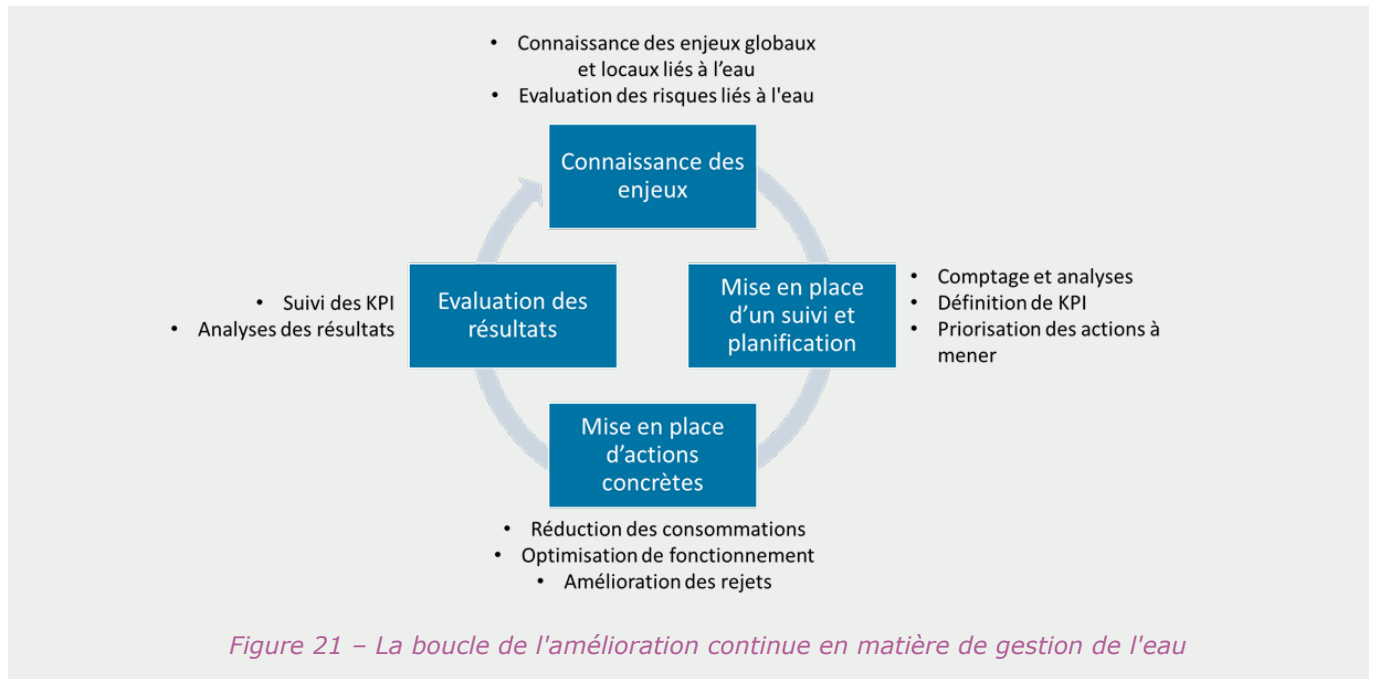 • Connaissance des enjeux globaux
et locaux liés à l’eau
• Evaluation des risques liés à l'eau
Connaissance des
enjeux
Mise en place
d’un suivi et
planification
• Comptage et analyses
• Définition de KPI
• Priorisation des actions à
mener
Mise en place
d’actions
concrètes
• Réduction des consommations
• Optimisation de fonctionnement
• Amélioration des rejets
Evaluation des
résultats
• Suivi des KPI
• Analyses des résultats
Figure 21 – La boucle de l'amélioration continue en matière de gestion de l'eau